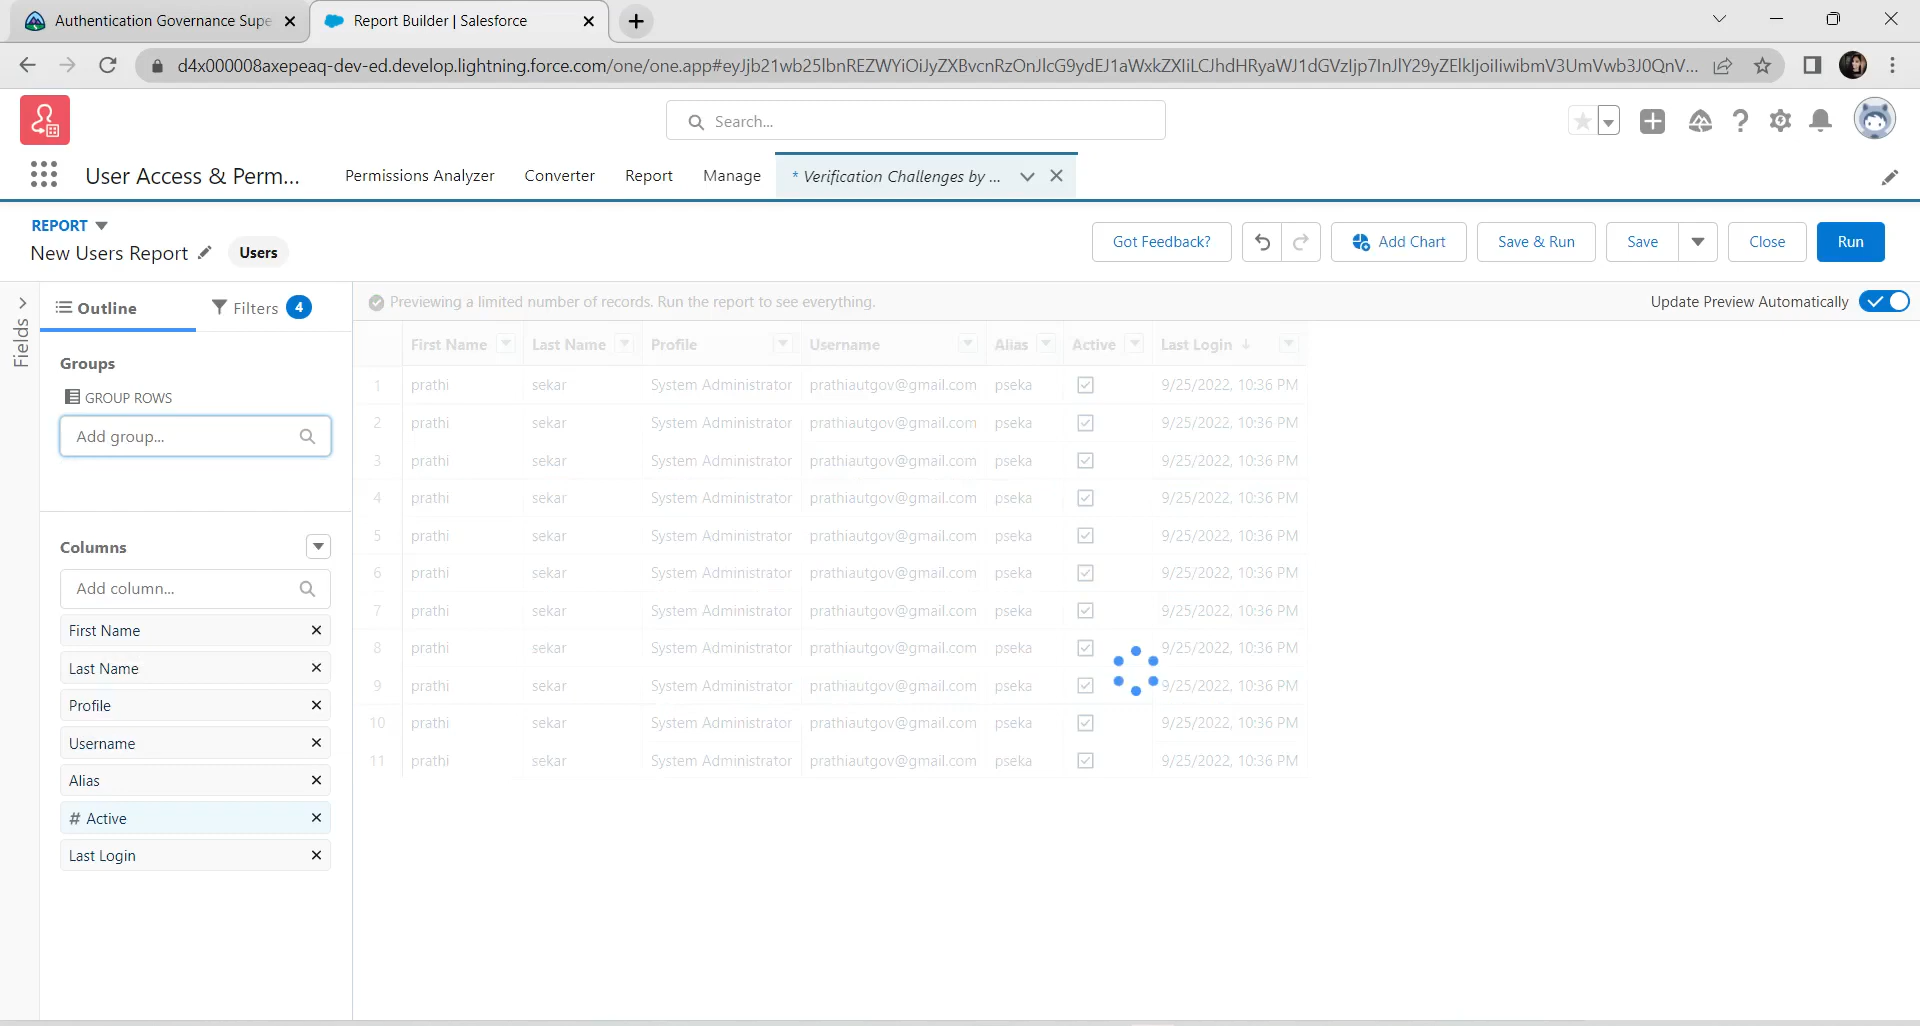 Authentication Governance Supe
Report Builder | Salesforce
d4x000008axepeaq-dev-ed.develop.lightning.force.com/one/one.app#eyJjb21wb25lbnREZWYiOiJyZXBvcnRzOnJlcG9ydEJ1aWxkZXIiLCJhdHRyaWJ1dGVzIjp7InJlY29yZElkIjoiIiwibmV3UmVwb3J0QnV...
Search...
User Access & Perm...
Permissions Analyzer
Converter
Report
Manage
* Verification Challenges by ...
REPORT
New Users Report
Users
Got Feedback?
Add Chart
Save & Run
Save
Close
Run
Fields
Outline
Filters 4
Previewing a limited number of records. Run the report to see everything.
Update Preview Automatically
Groups
GROUP ROWS
Add group...
Columns
Add column...
First Name
Last Name
Profile
Username
Alias
# Active
Last Login
First Name Last Name Profile Username Alias Active Last Login ↓
1 prathi sekar System Administrator prathiautgov@gmail.com pseka 9/25/2022, 10:36 PM
2 prathi sekar System Administrator prathiautgov@gmail.com pseka 9/25/2022, 10:36 PM
3 prathi sekar System Administrator prathiautgov@gmail.com pseka 9/25/2022, 10:36 PM
4 prathi sekar System Administrator prathiautgov@gmail.com pseka 9/25/2022, 10:36 PM
5 prathi sekar System Administrator prathiautgov@gmail.com pseka 9/25/2022, 10:36 PM
6 prathi sekar System Administrator prathiautgov@gmail.com pseka 9/25/2022, 10:36 PM
7 prathi sekar System Administrator prathiautgov@gmail.com pseka 9/25/2022, 10:36 PM
8 prathi sekar System Administrator prathiautgov@gmail.com pseka 9/25/2022, 10:36 PM
9 prathi sekar System Administrator prathiautgov@gmail.com pseka 9/25/2022, 10:36 PM
10 prathi sekar System Administrator prathiautgov@gmail.com pseka 9/25/2022, 10:36 PM
11 prathi sekar System Administrator prathiautgov@gmail.com pseka 9/25/2022, 10:36 PM